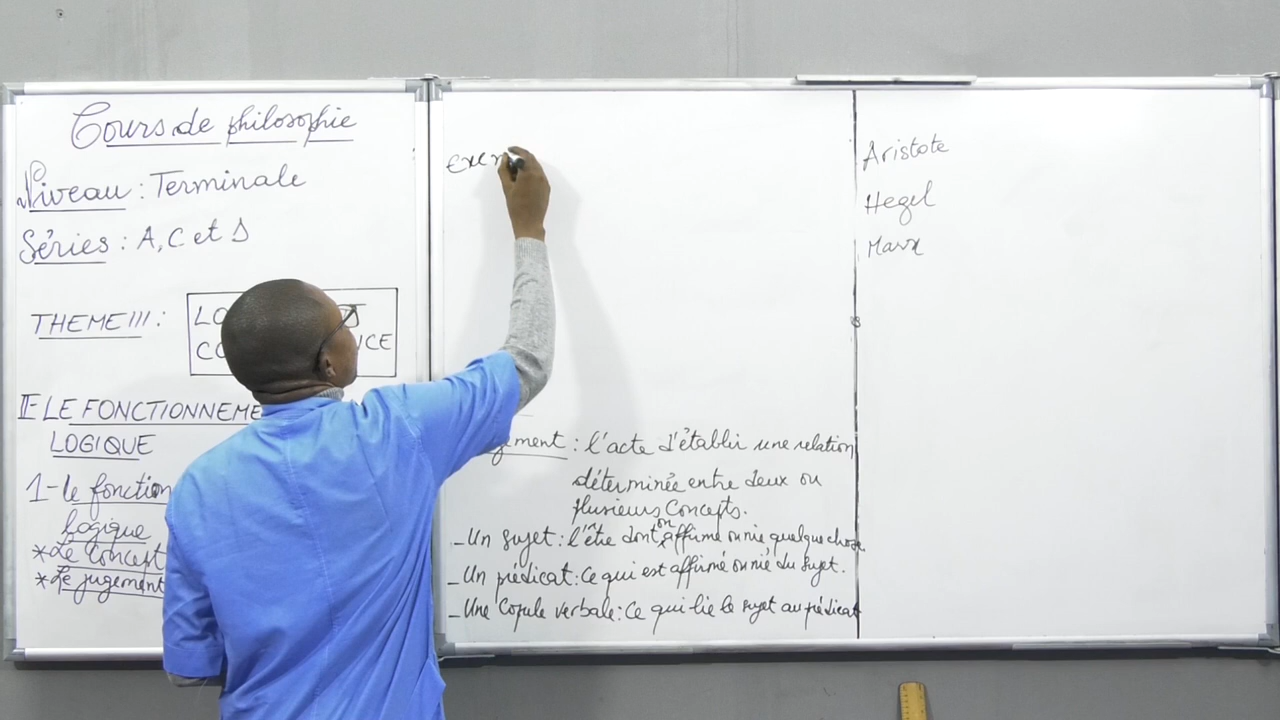 Cours de philosophie
Niveau : Terminale
Séries : A, C et D
THEME III :
LO
CO NCE
II- LE FONCTIONNEME
LOGIQUE
1- le fonction
logique
* Le Concept
* Le jugement
Exem
gement : l'acte d'établir une relation
déterminée entre deux ou
plusieurs Concepts.
_ Un sujet : l'être dont on affirme ou nie quelque chose
_ Un prédicat : Ce qui est affirmé ou nié du sujet.
_ Une Copule verbale : Ce qui lie le sujet au prédicat
Aristote
Hegel
Marx